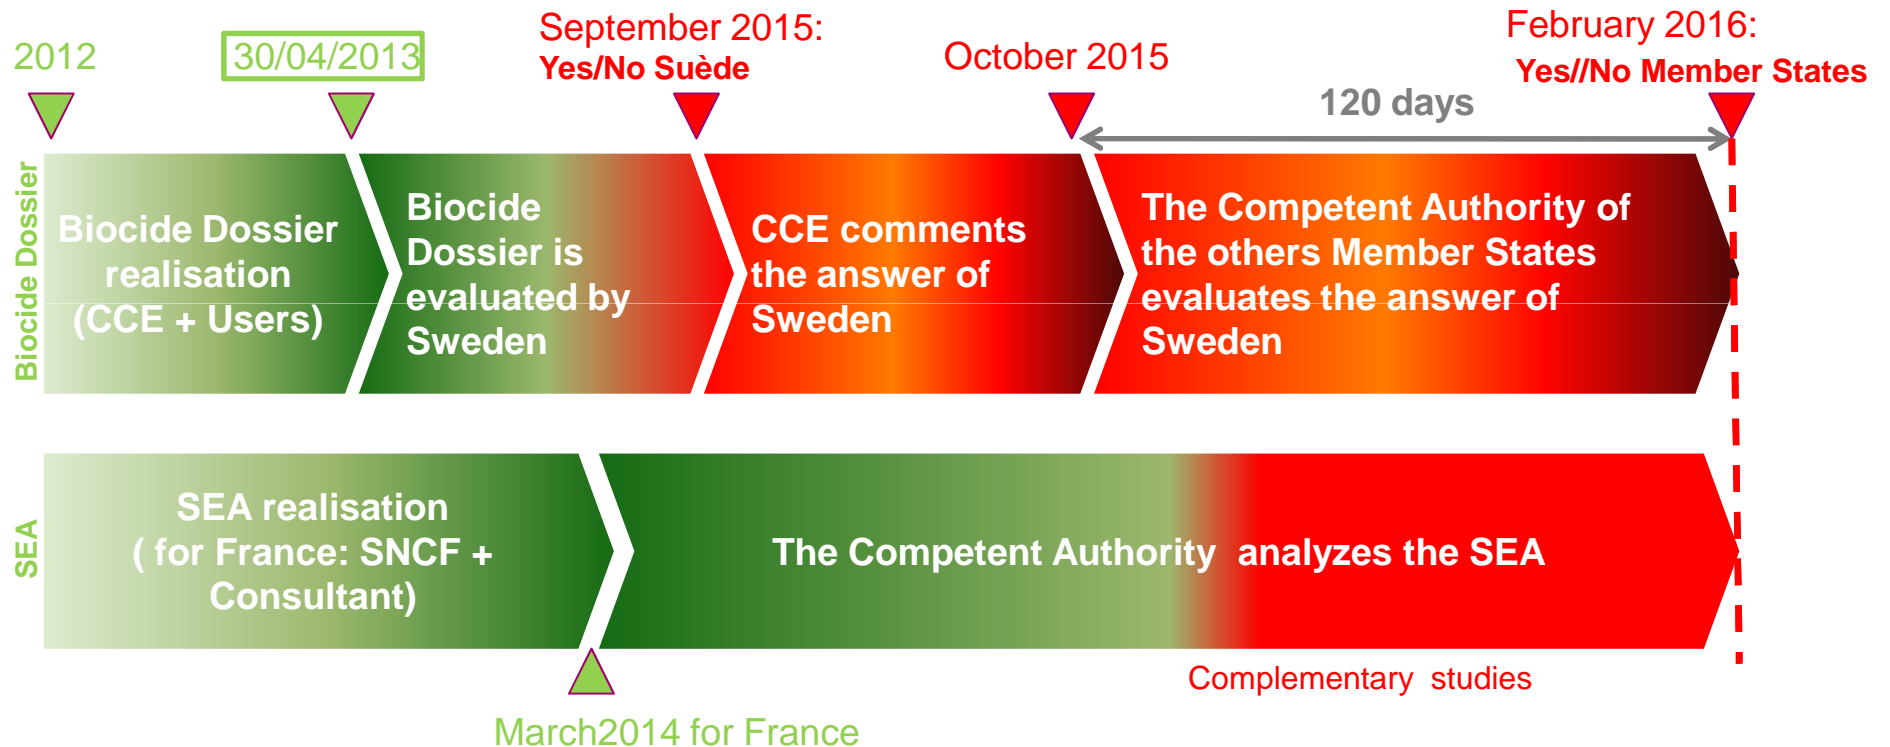 2012
30/04/2013
September 2015:
Yes/No Suède
October 2015
February 2016:
Yes//No Member States
120 days
Biocide Dossier
Biocide Dossier
realisation
(CCE + Users)
Biocide
Dossier is
evaluated by
Sweden
CCE comments
the answer of
Sweden
The Competent Authority of
the others Member States
evaluates the answer of
Sweden
SEA
SEA realisation
( for France: SNCF +
Consultant)
The Competent Authority  analyzes the SEA
Complementary  studies
March2014 for France